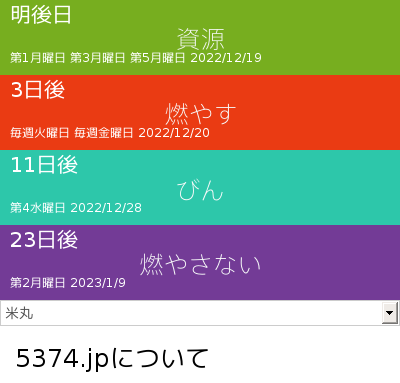 明後日
資源
第1月曜日 第3月曜日 第5月曜日 2022/12/19
3日後
燃やす
毎週火曜日 毎週金曜日 2022/12/20
11日後
びん
第4水曜日 2022/12/28
23日後
燃やさない
第2月曜日 2023/1/9
米丸
5374.jpについて